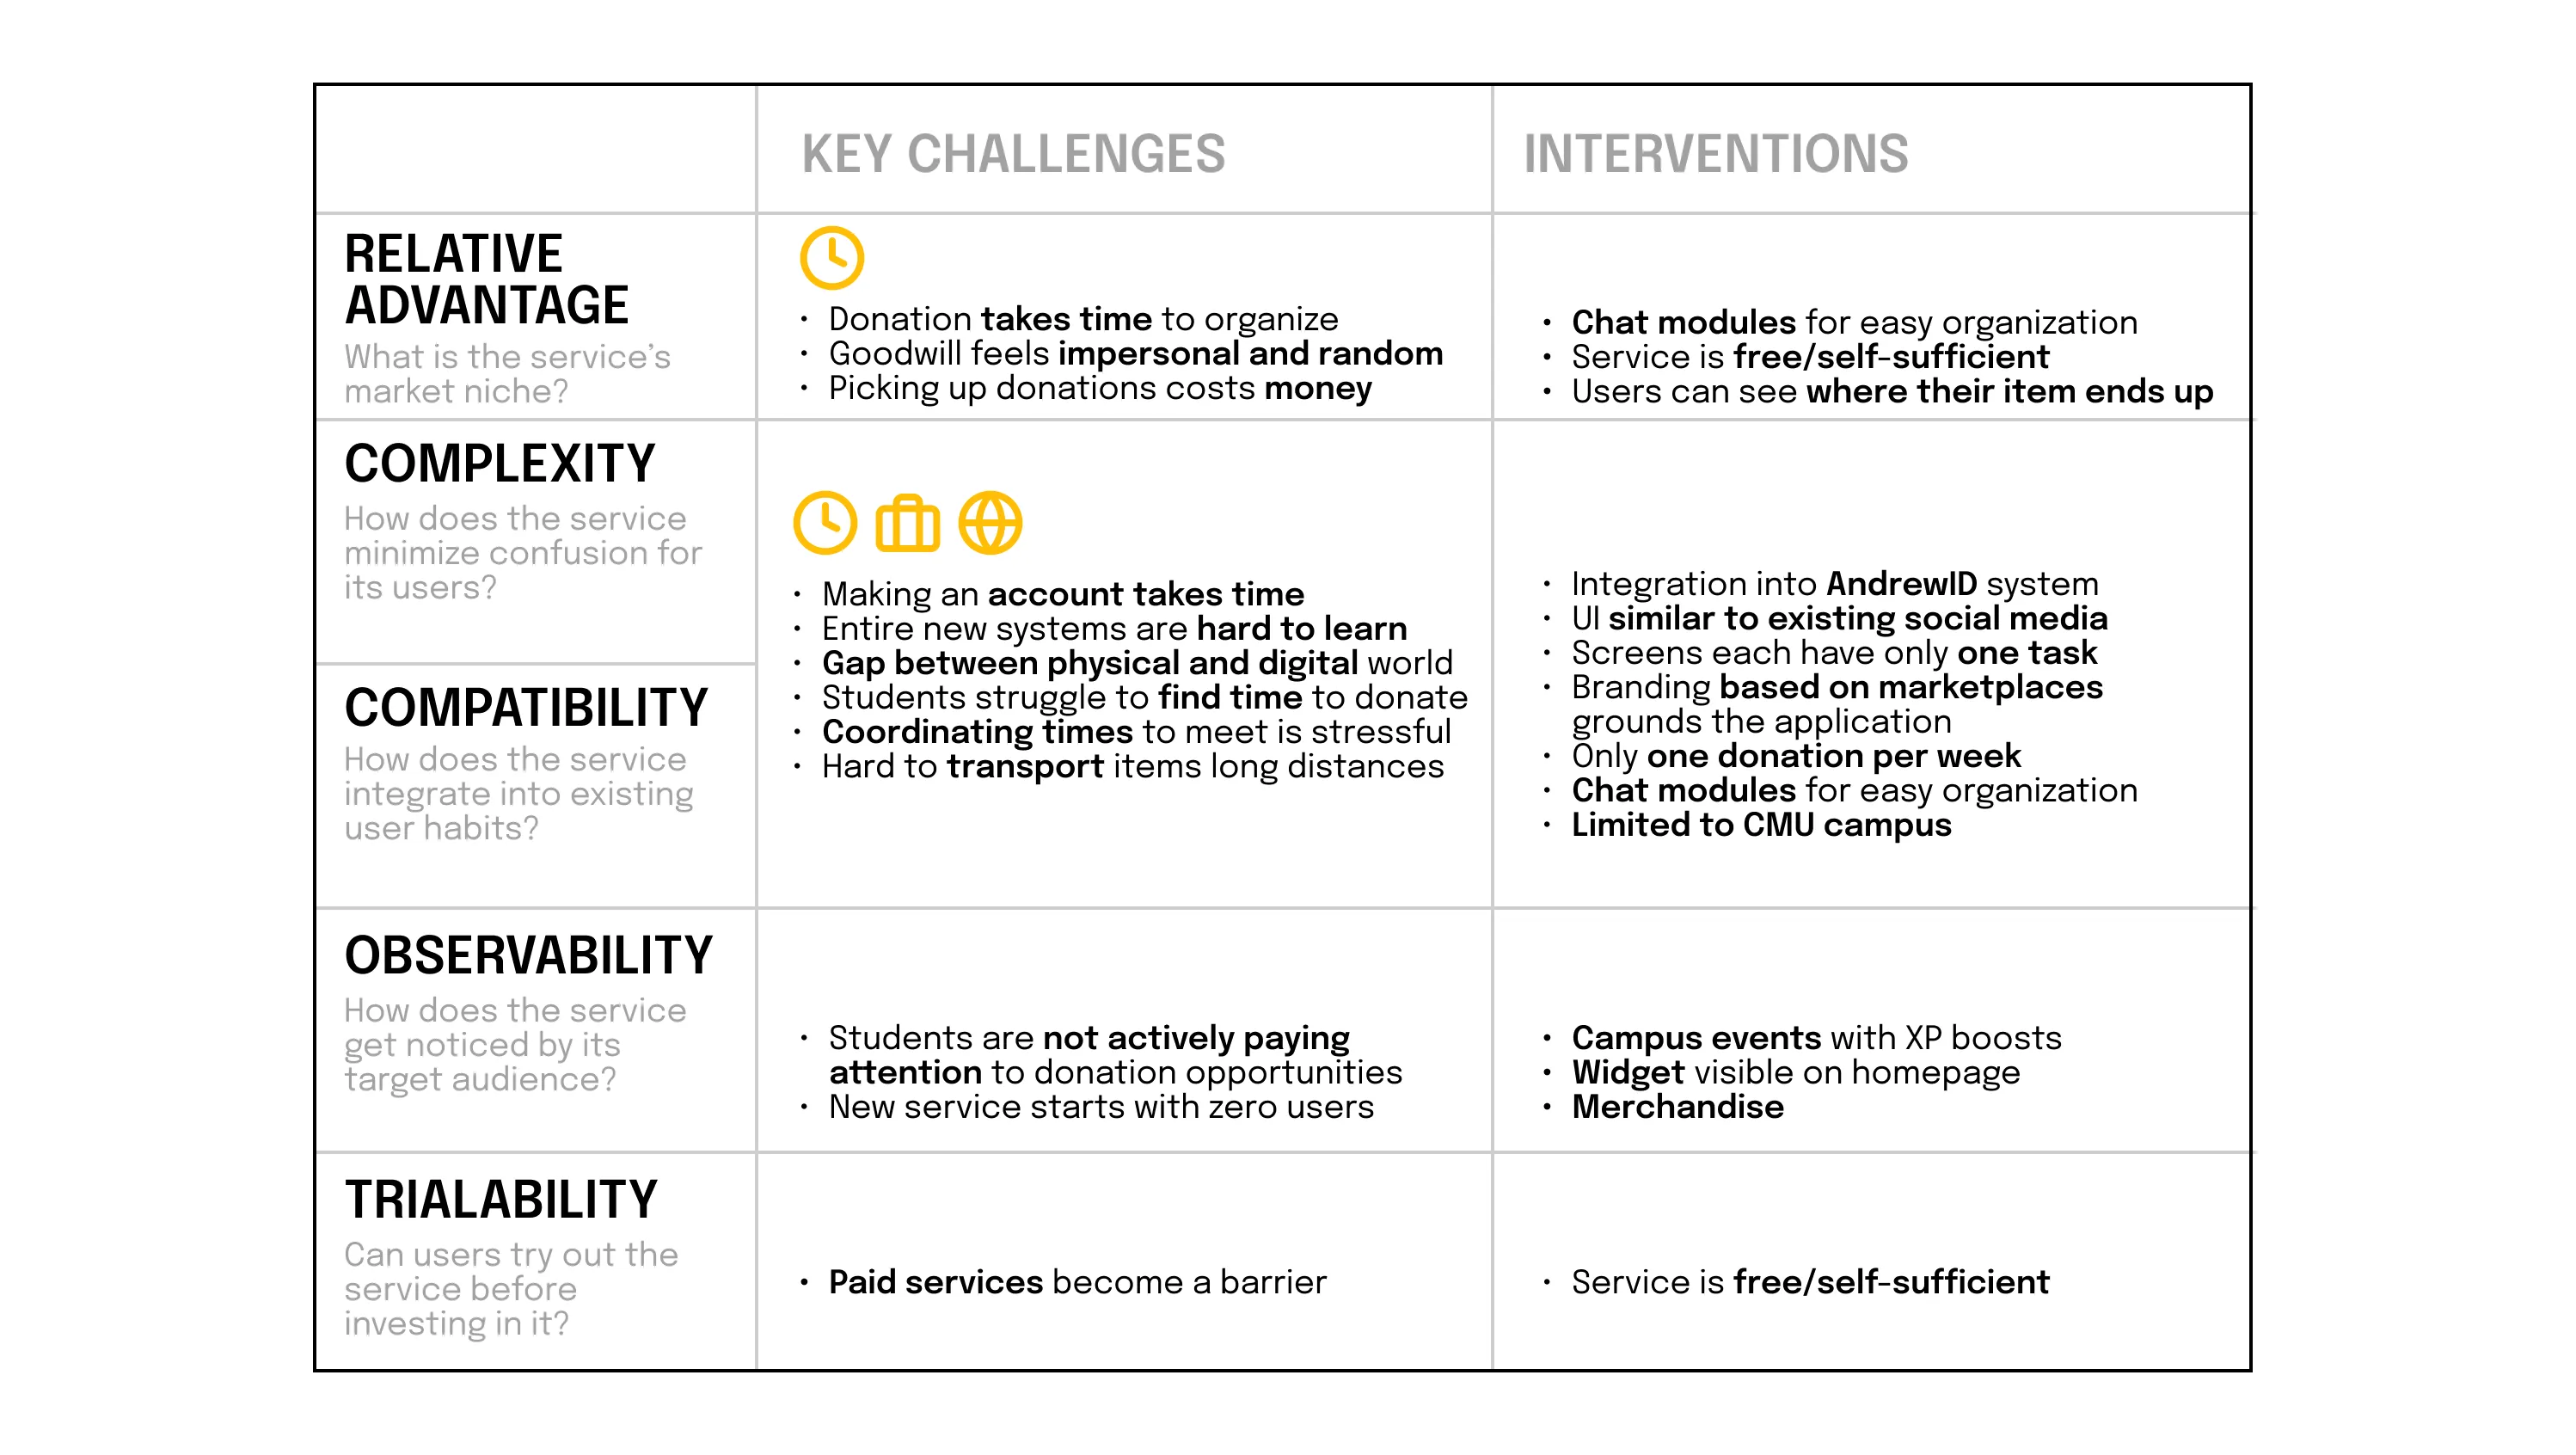 KEY CHALLENGES
INTERVENTIONS
RELATIVE
ADVANTAGE
What is the service’s
market niche?
• Donation takes time to organize
• Goodwill feels impersonal and random
• Picking up donations costs money
• Chat modules for easy organization
• Service is free/self-sufficient
• Users can see where their item ends up
COMPLEXITY
How does the service
minimize confusion for
its users?
COMPATIBILITY
How does the service
integrate into existing
user habits?
• Making an account takes time
• Entire new systems are hard to learn
• Gap between physical and digital world
• Students struggle to find time to donate
• Coordinating times to meet is stressful
• Hard to transport items long distances
• Integration into AndrewID system
• UI similar to existing social media
• Screens each have only one task
• Branding based on marketplaces
grounds the application
• Only one donation per week
• Chat modules for easy organization
• Limited to CMU campus
OBSERVABILITY
How does the service
get noticed by its
target audience?
• Students are not actively paying
attention to donation opportunities
• New service starts with zero users
• Campus events with XP boosts
• Widget visible on homepage
• Merchandise
TRIALABILITY
Can users try out the
service before
investing in it?
• Paid services become a barrier
• Service is free/self-sufficient